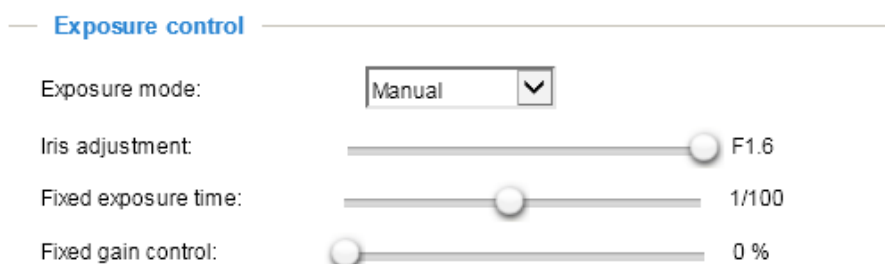 Exposure control
Exposure mode: Manual
Iris adjustment: F1.6
Fixed exposure time: 1/100
Fixed gain control: 0 %